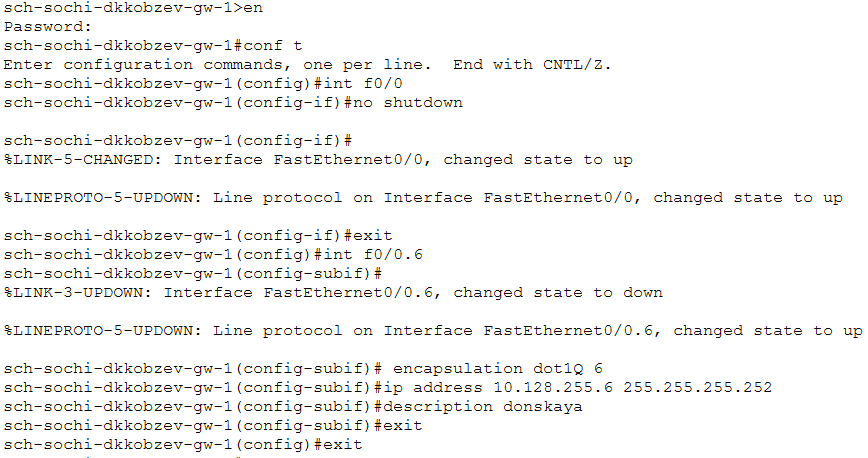 sch-sochi-dkkobzev-gw-1>en
Password:
sch-sochi-dkkobzev-gw-1#conf t
Enter configuration commands, one per line.  End with CNTL/Z.
sch-sochi-dkkobzev-gw-1(config)#int f0/0
sch-sochi-dkkobzev-gw-1(config-if)#no shutdown
sch-sochi-dkkobzev-gw-1(config-if)#
%LINK-5-CHANGED: Interface FastEthernet0/0, changed state to up
%LINEPROTO-5-UPDOWN: Line protocol on Interface FastEthernet0/0, changed state to up
sch-sochi-dkkobzev-gw-1(config-if)#exit
sch-sochi-dkkobzev-gw-1(config)#int f0/0.6
sch-sochi-dkkobzev-gw-1(config-subif)#
%LINK-3-UPDOWN: Interface FastEthernet0/0.6, changed state to down
%LINEPROTO-5-UPDOWN: Line protocol on Interface FastEthernet0/0.6, changed state to up
sch-sochi-dkkobzev-gw-1(config-subif)# encapsulation dot1Q 6
sch-sochi-dkkobzev-gw-1(config-subif)#ip address 10.128.255.6 255.255.255.252
sch-sochi-dkkobzev-gw-1(config-subif)#description donskaya
sch-sochi-dkkobzev-gw-1(config-subif)#exit
sch-sochi-dkkobzev-gw-1(config)#exit